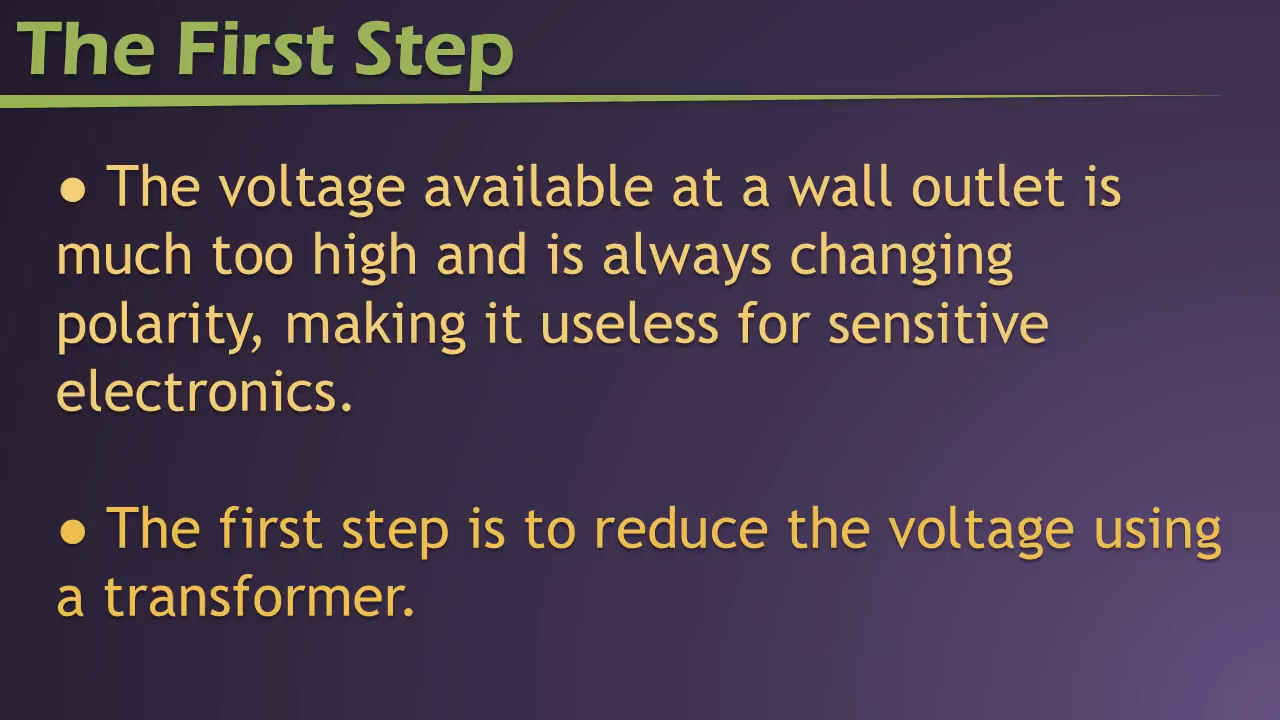 The First Step
● The voltage available at a wall outlet is
much too high and is always changing
polarity, making it useless for sensitive
electronics.
● The first step is to reduce the voltage using
a transformer.